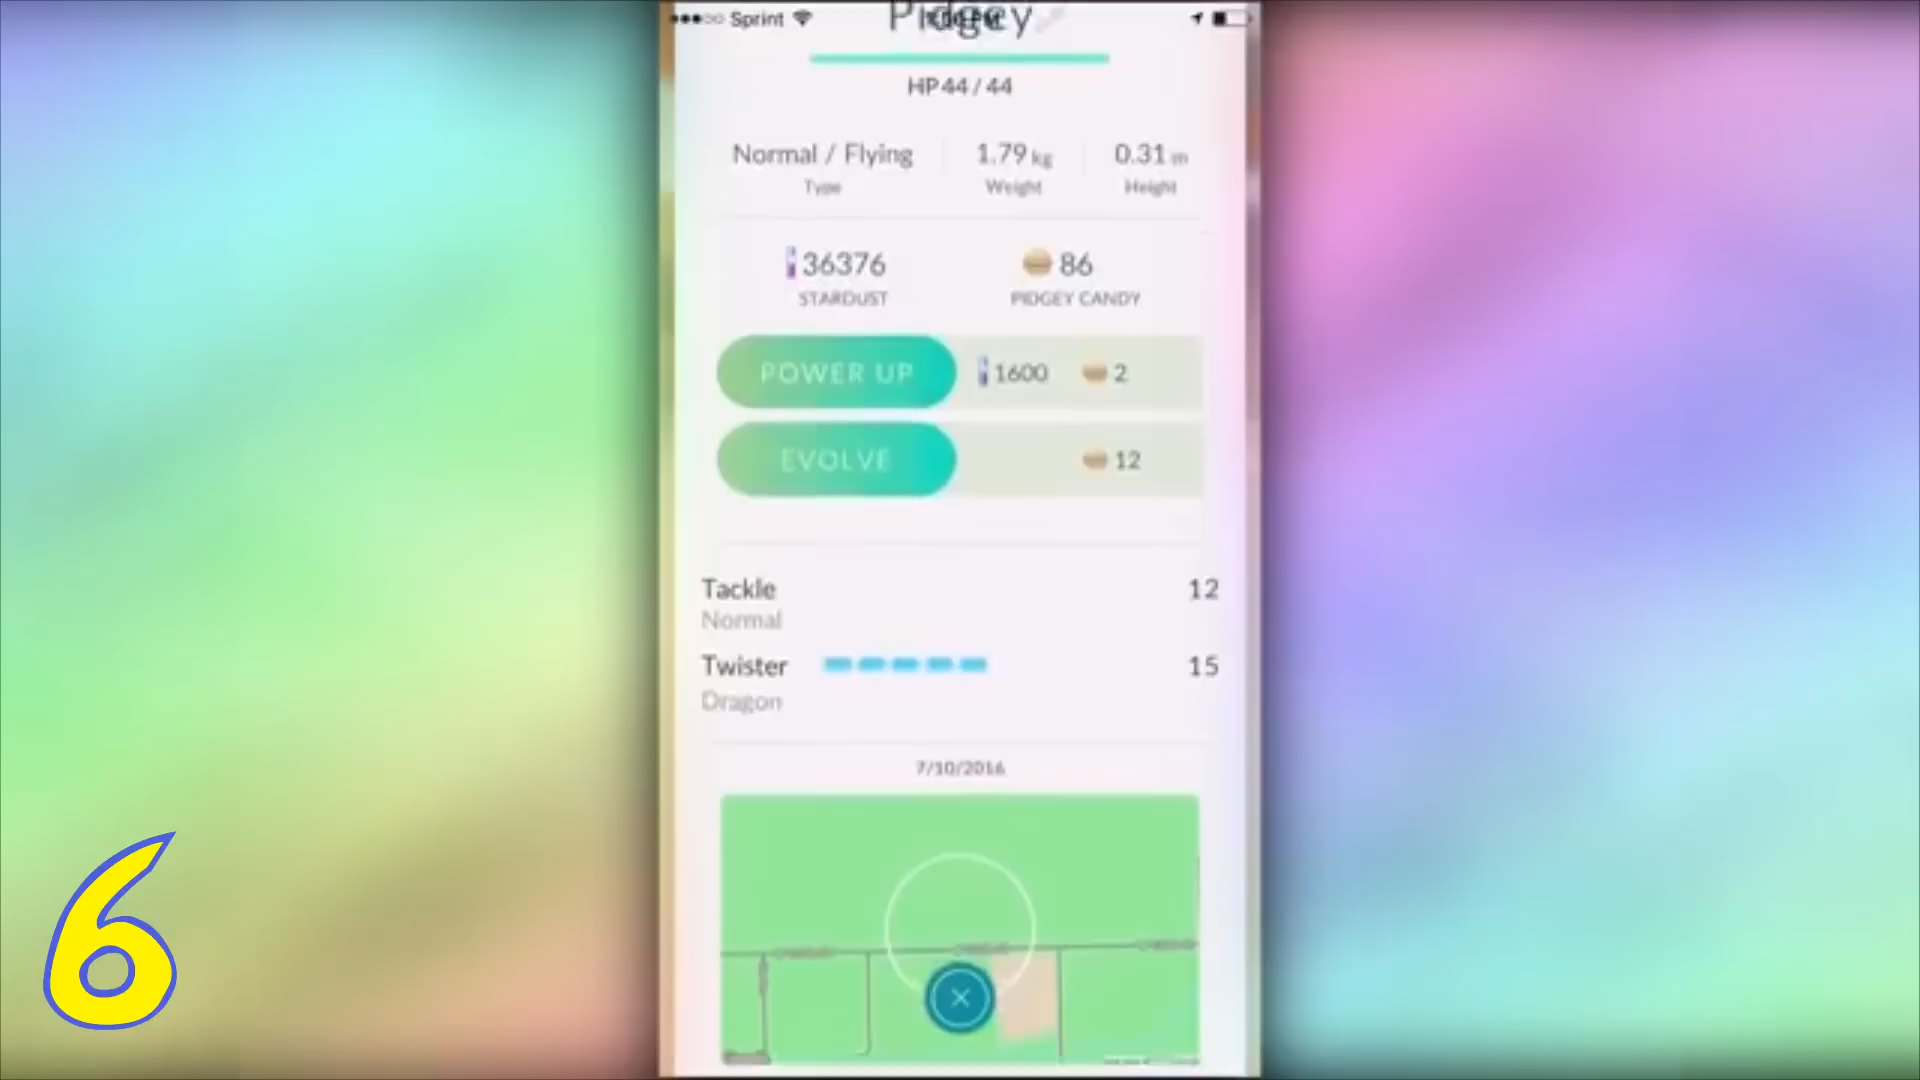 Sprint
Pidgey
HP 44 / 44
Normal / Flying
1.79 kg
0.31 m
Type
Weight
Height
36376
86
STARDUST
PIDGEY CANDY
POWER UP
1600
2
EVOLVE
12
Tackle
12
Normal
Twister
15
Dragon
7/10/2016
6